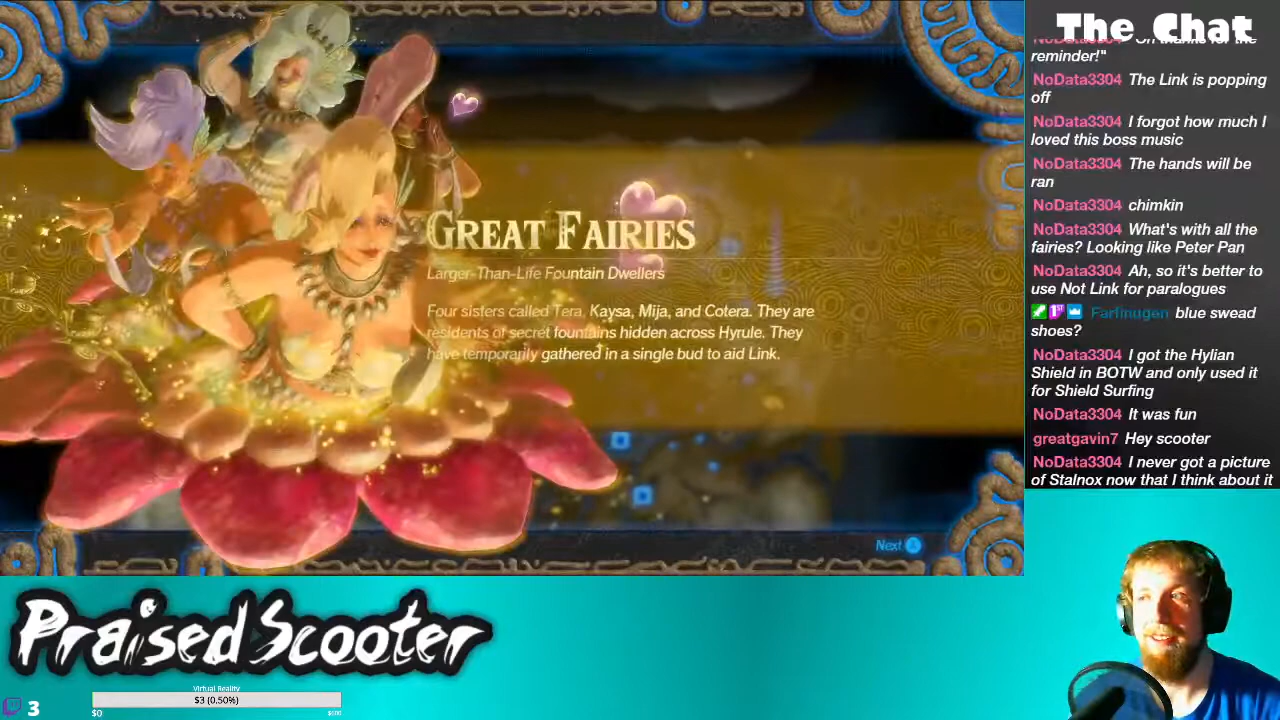 The Chat
reminder!"
NoData3304 The Link is popping
off
NoData3304 I forgot how much I
loved this boss music
NoData3304 The hands will be
ran
NoData3304 chimkin
NoData3304 What's with all the
fairies? Looking like Peter Pan
NoData3304 Ah, so it's better to
use Not Link for paralogues
Farfinugen blue swead
shoes?
NoData3304 I got the Hylian
Shield in BOTW and only used it
for Shield Surfing
NoData3304 It was fun
greatgavin7 Hey scooter
NoData3304 I never got a picture
of Stalnox now that I think about it
GREAT FAIRIES
Larger-Than-Life Fountain Dwellers
Four sisters called Tera, Kaysa, Mija, and Cotera. They are
residents of secret fountains hidden across Hyrule. They
have temporarily gathered in a single bud to aid Link.
Next A
Praised Scooter
3
Virtual Reality
$3 (0.50%)
$0
$600